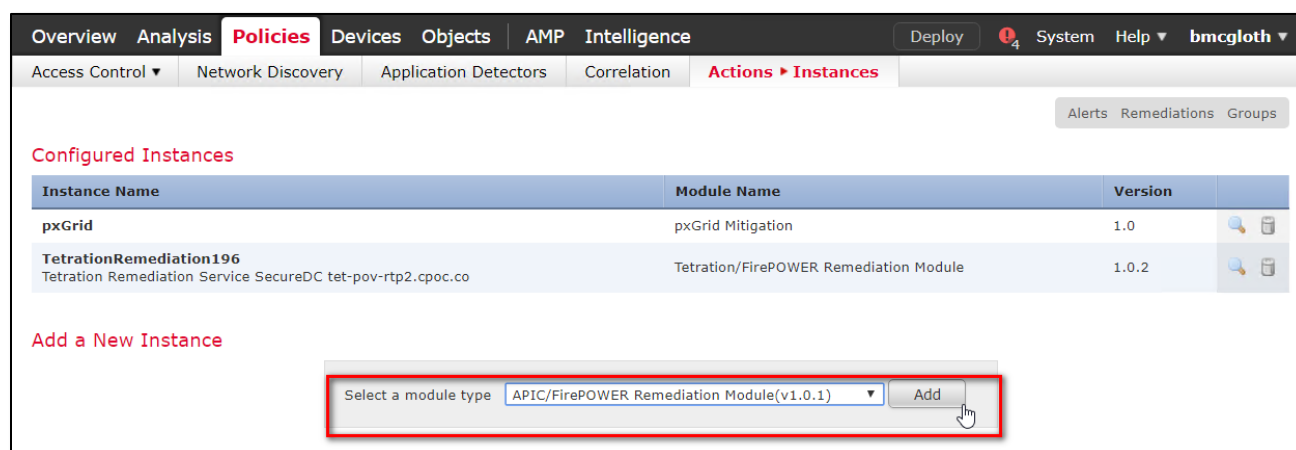 Overview Analysis Policies Devices Objects AMP Intelligence Deploy 4 System Help ▼ bmcgloth ▼
Access Control ▼ Network Discovery Application Detectors Correlation Actions ▸ Instances
Alerts Remediations Groups
Configured Instances
Instance Name Module Name Version
pxGrid pxGrid Mitigation 1.0
TetrationRemediation196
Tetration Remediation Service SecureDC tet-pov-rtp2.cpoc.co Tetration/FirePOWER Remediation Module 1.0.2
Add a New Instance
Select a module type APIC/FirePOWER Remediation Module(v1.0.1) ▼ Add